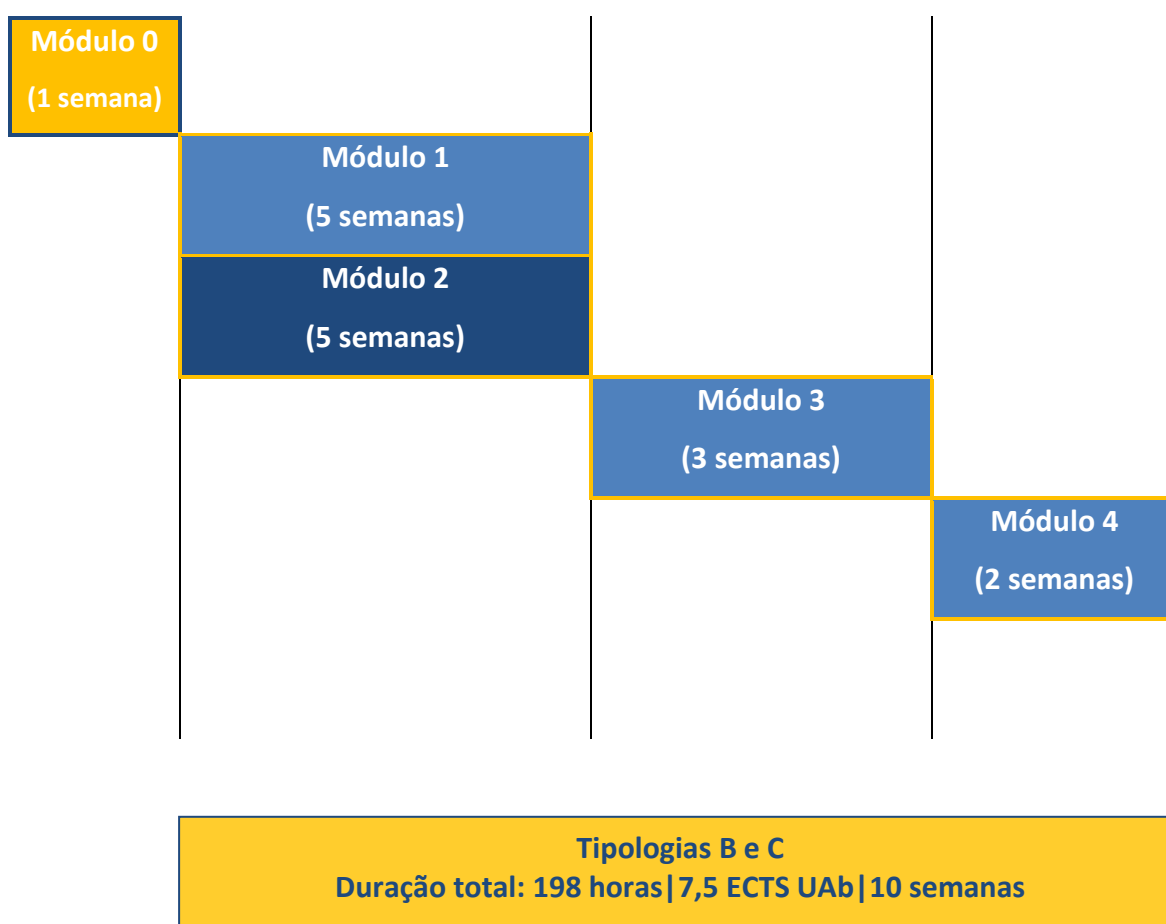 Módulo 0
(1 semana)
Módulo 1
(5 semanas)
Módulo 2
(5 semanas)
Módulo 3
(3 semanas)
Módulo 4
(2 semanas)
Tipologias B e C
Duração total: 198 horas|7,5 ECTS UAb|10 semanas